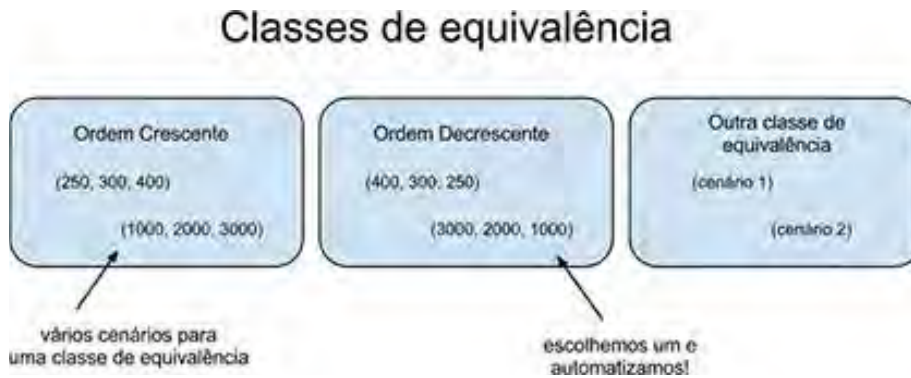 Classes de equivalência
Ordem Crescente
(250, 300, 400)
(1000, 2000, 3000)
Ordem Decrescente
(400, 300, 250)
(3000, 2000, 1000)
Outra classe de
equivalência
(cenário 1)
(cenário 2)
vários cenários para
uma classe de equivalência
escolhemos um e
automatizamos!